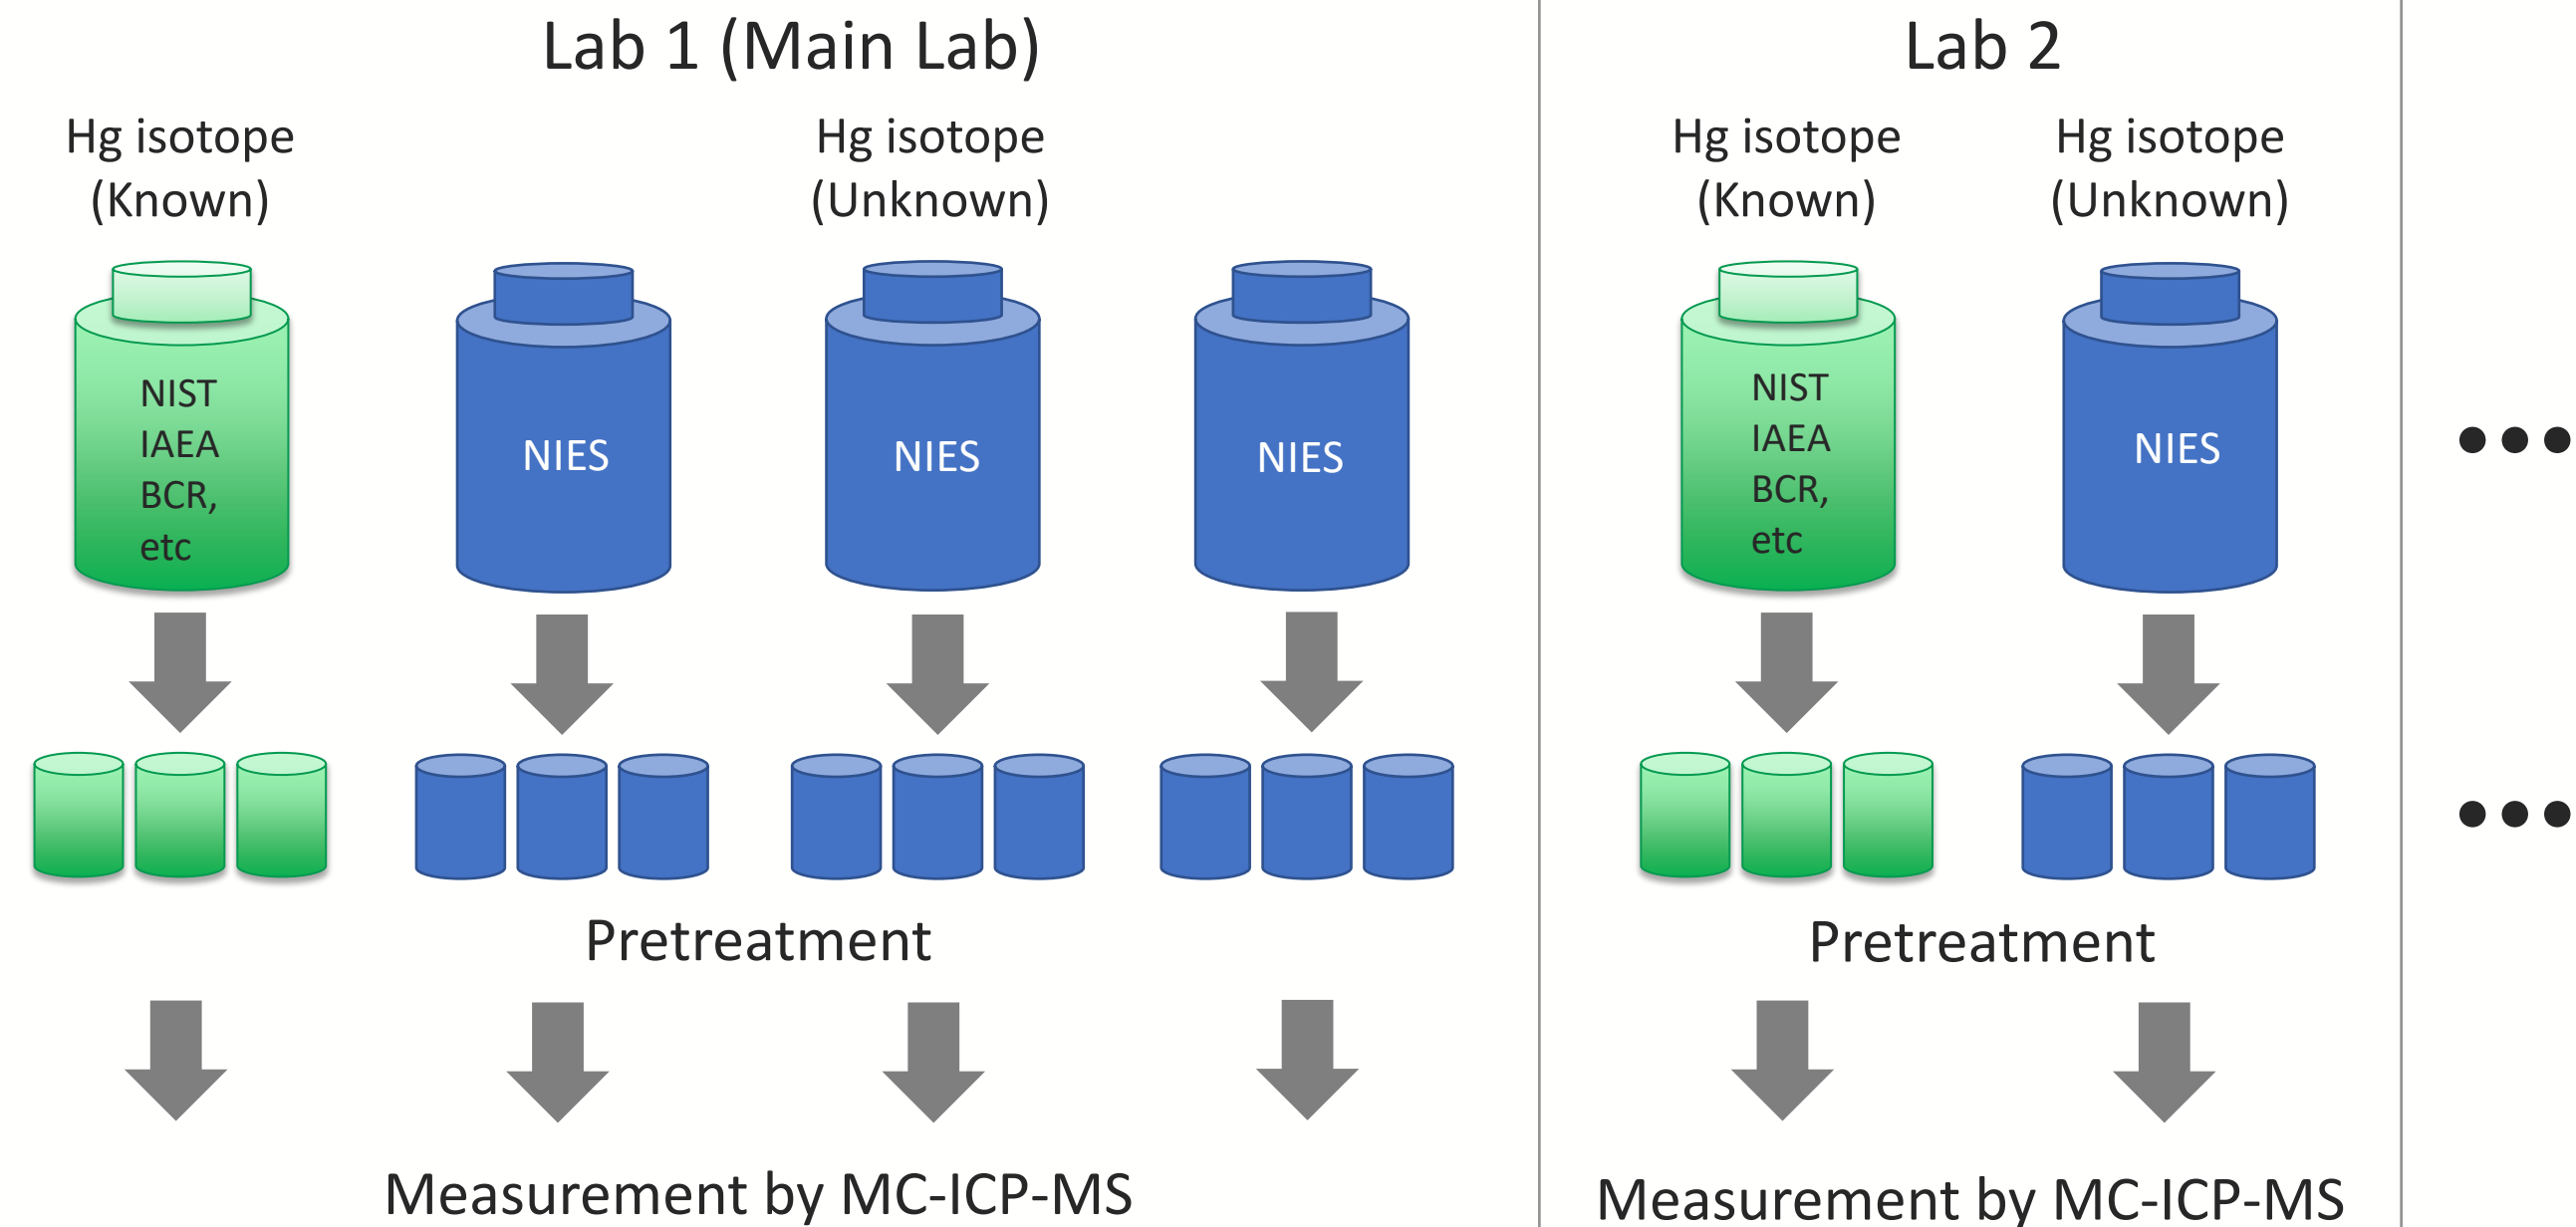 Lab 1 (Main Lab)
Hg isotope
(Known)
Hg isotope
(Unknown)
NIST
IAEA
BCR,
etc
NIES
NIES
NIES
Pretreatment
Measurement by MC-ICP-MS
Lab 2
Hg isotope
(Known)
Hg isotope
(Unknown)
NIST
IAEA
BCR,
etc
NIES
Pretreatment
Measurement by MC-ICP-MS
•••
•••